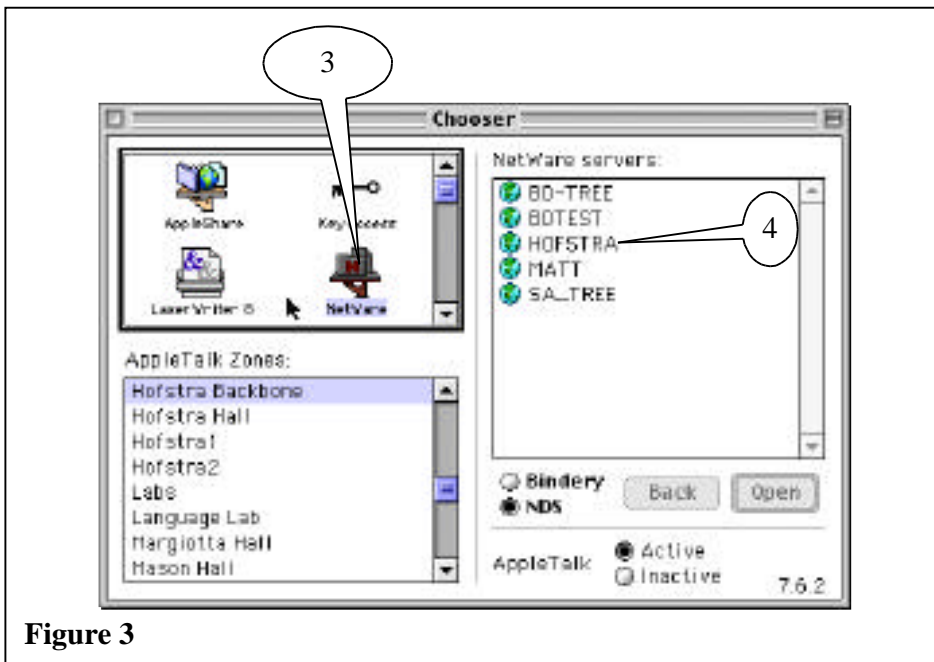 3
Chooser
AppleShare
KeyAccess
LaserWriter 8
NetWare
NetWare servers:
BD-TREE
BDTEST
HOFSTRA
MATT
SA_TREE
4
AppleTalk Zones:
Hofstra Backbone
Hofstra Hall
Hofstra1
Hofstra2
Labs
Language Lab
Margiotta Hall
Mason Hall
Bindery
NDS
Back
Open
AppleTalk
Active
Inactive
7.6.2
Figure 3